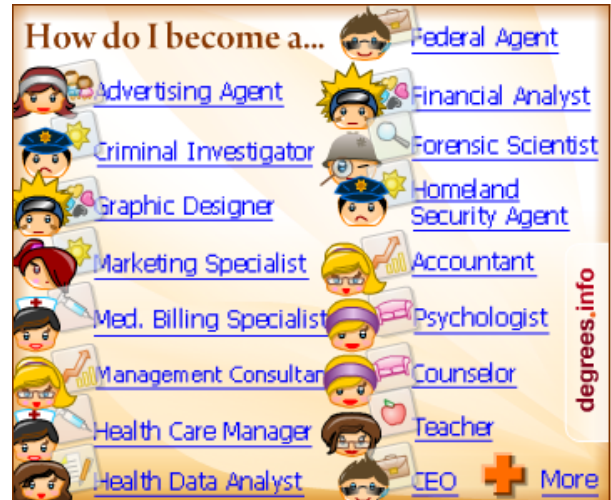 How do I become a...
Advertising Agent
Criminal Investigator
Graphic Designer
Marketing Specialist
Med. Billing Specialist
Management Consultan
Health Care Manager
Health Data Analyst
Federal Agent
Financial Analyst
Forensic Scientist
Homeland
Security Agent
Accountant
Psychologist
Counselor
Teacher
CEO
More
degrees.info